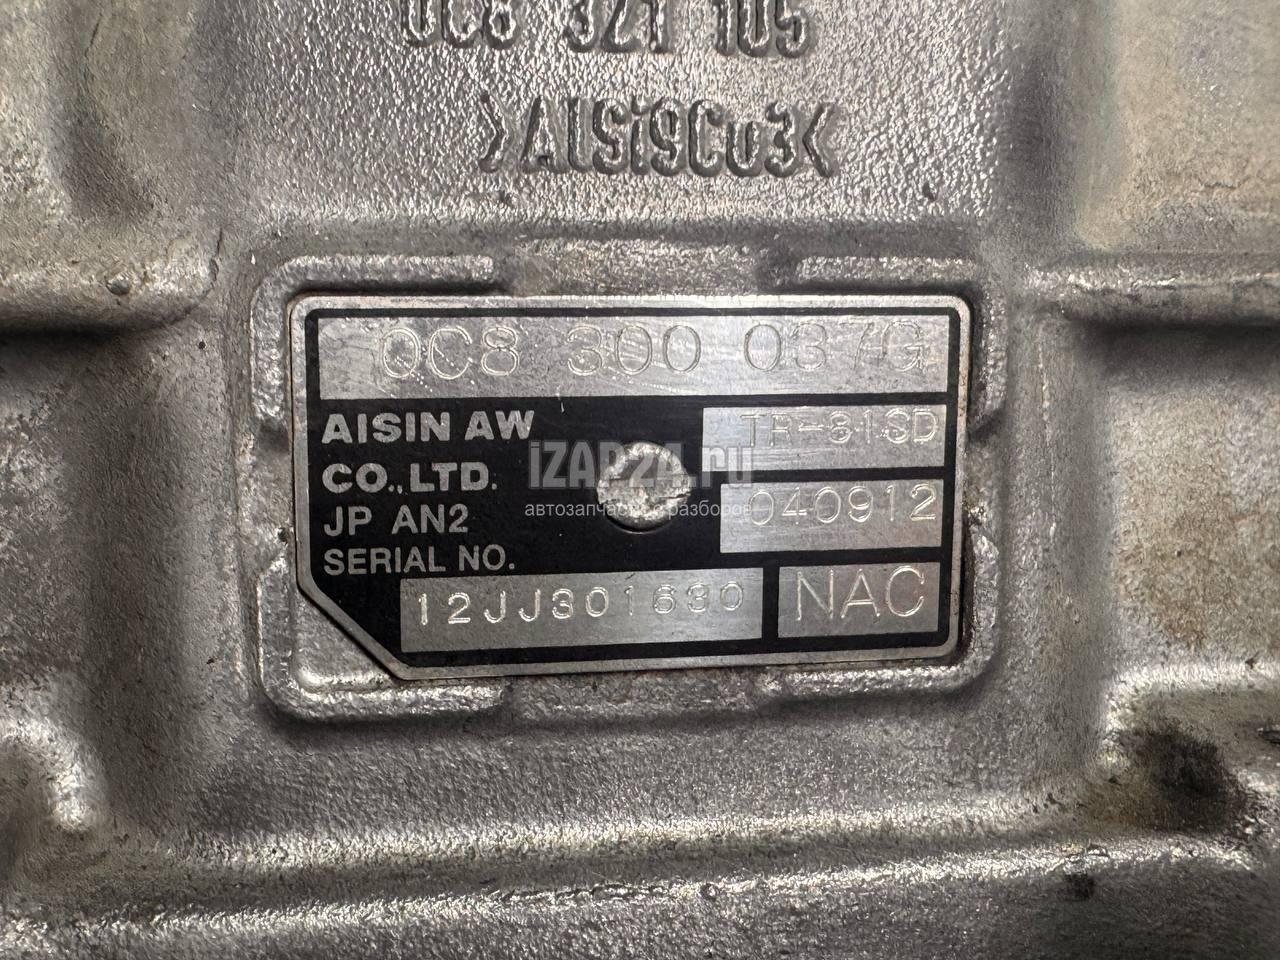 0C8 321 105
>AlSi9Cu3<
0C8 300 037G
AISIN AW
CO., LTD.
JP AN2
SERIAL NO.
TR-81SD
040912
12JJ301630
NAC
iZAP24.ru
автозапчасти с разборов